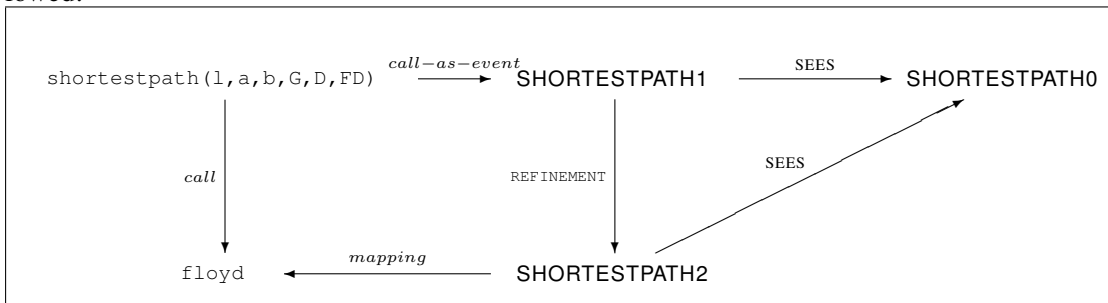 shortestpath(l,a,b,G,D,FD) call−as−event SHORTESTPATH1 SEES SHORTESTPATH0
call REFINEMENT SEES
floyd mapping SHORTESTPATH2